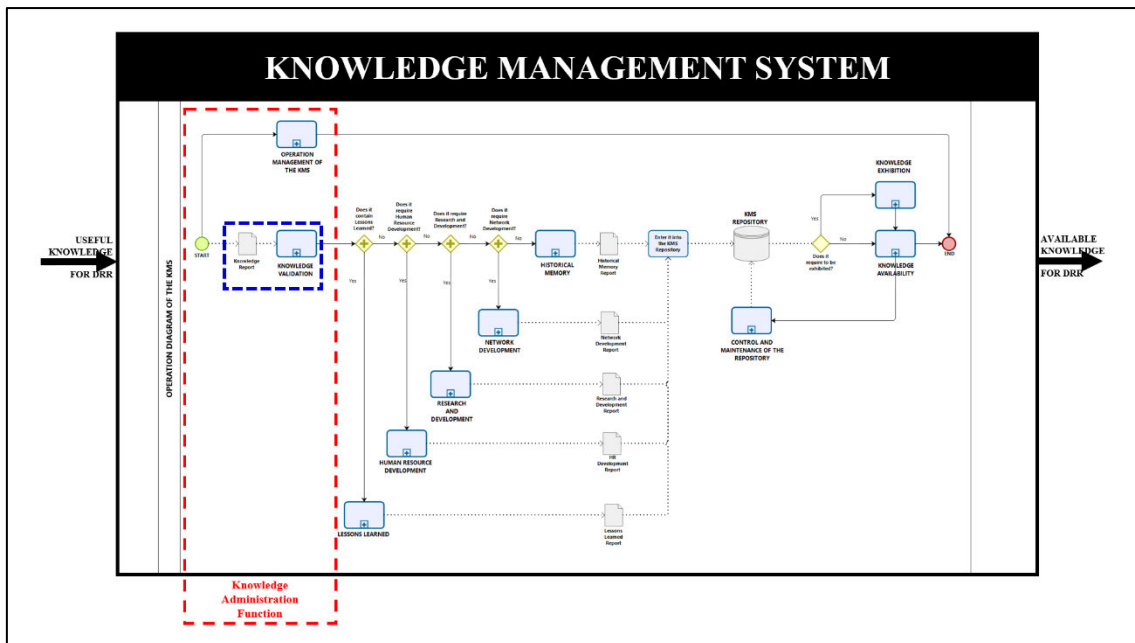 KNOWLEDGE MANAGEMENT SYSTEM
USEFUL
KNOWLEDGE
FOR DRR
OPERATION DIAGRAM OF THE KMS
OPERATION
MANAGEMENT OF
THE KMS
START
Knowledge
Report
KNOWLEDGE
VALIDATION
Does it
contain
Lessons
Learned?
No
Yes
Does it
require
Human
Resource
Development?
No
Yes
Does it require
Research and
Development?
No
Yes
Does it
require
Network
Development?
No
Yes
HISTORICAL
MEMORY
Historical
Memory
Report
Enter it into
the KMS
Repository
KMS
REPOSITORY
Yes
No
Does it
require to be
exhibited?
KNOWLEDGE
EXHIBITION
KNOWLEDGE
AVAILABILITY
END
AVAILABLE
KNOWLEDGE
FOR DRR
NETWORK
DEVELOPMENT
Network
Development
Report
CONTROL AND
MAINTENANCE OF THE
REPOSITORY
RESEARCH
AND
DEVELOPMENT
Research and
Development
Report
HUMAN RESOURCE
DEVELOPMENT
HR
Development
Report
LESSONS LEARNED
Lessons
Learned
Report
Knowledge
Administration
Function